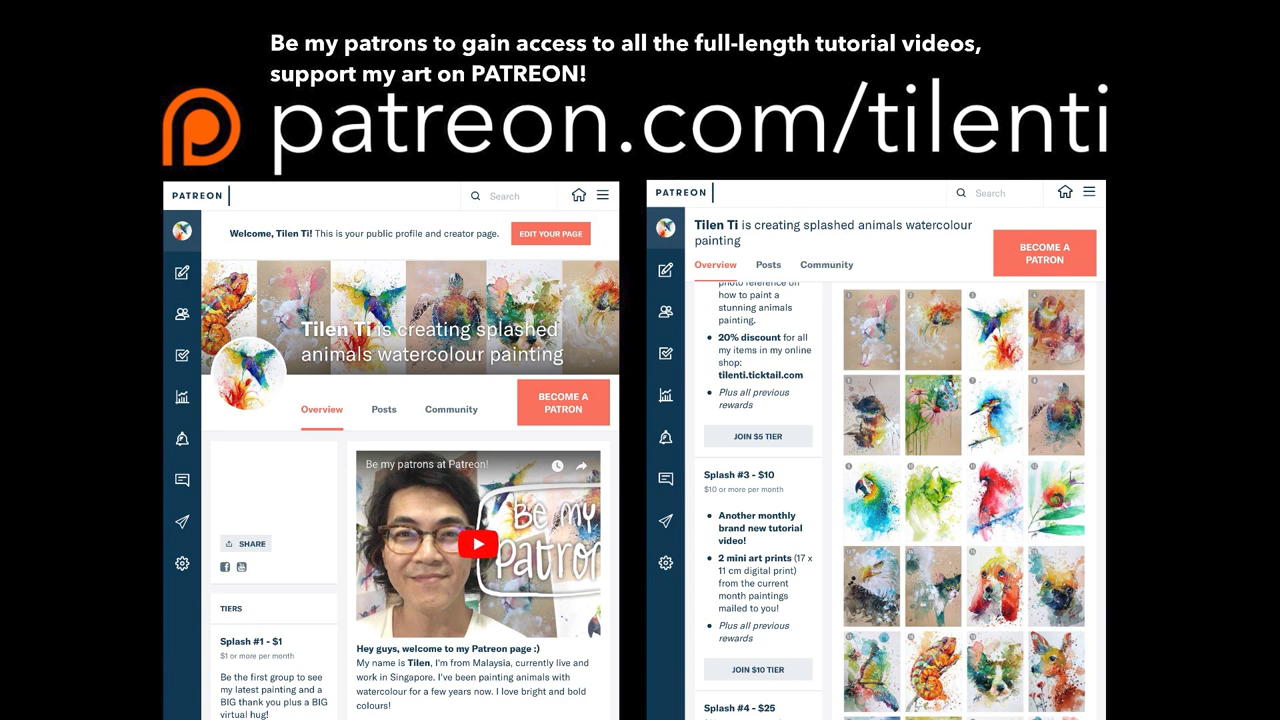 Be my patrons to gain access to all the full-length tutorial videos,
support my art on PATREON!
patreon.com/tilenti
PATREON
Search
Welcome, Tilen Ti! This is your public profile and creator page.
EDIT YOUR PAGE
Tilen Ti is creating splashed
animals watercolour painting
Overview
Posts
Community
BECOME A
PATRON
SHARE
TIERS
Splash #1 - $1
$1 or more per month
Be the first group to see
my latest painting and a
BIG thank you plus a BIG
virtual hug!
Be my patrons at Patreon!
Be my
Patron
Hey guys, welcome to my Patreon page :)
My name is Tilen, I'm from Malaysia, currently live and
work in Singapore. I've been painting animals with
watercolour for a few years now. I love bright and bold
colours!
PATREON
Search
Tilen Ti is creating splashed animals watercolour
painting
BECOME A
PATRON
Overview
Posts
Community
photo reference on
how to paint a
stunning animals
painting.
20% discount for all
my items in my online
shop:
tilenti.ticktail.com
Plus all previous
rewards
JOIN $5 TIER
Splash #3 - $10
$10 or more per month
Another monthly
brand new tutorial
video!
2 mini art prints (17 x
11 cm digital print)
from the current
month paintings
mailed to you!
Plus all previous
rewards
JOIN $10 TIER
Splash #4 - $25